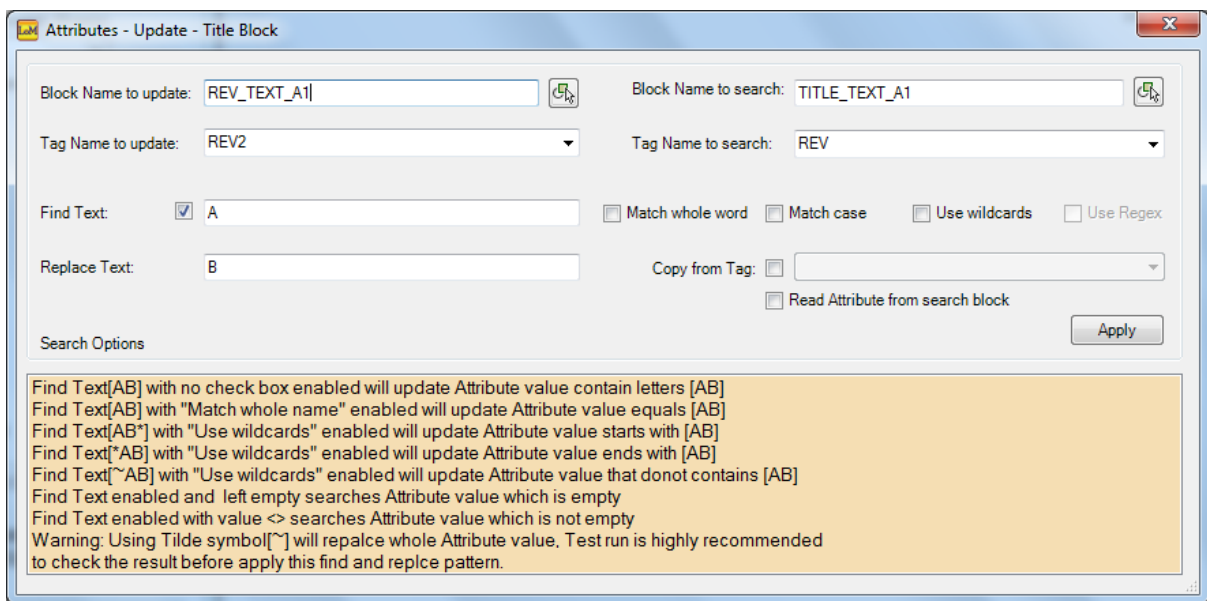 LoM Attributes - Update - Title Block
Block Name to update: REV_TEXT_A1 Block Name to search: TITLE_TEXT_A1
Tag Name to update: REV2 Tag Name to search: REV
Find Text: A Match whole word Match case Use wildcards Use Regex
Replace Text: B Copy from Tag:
Read Attribute from search block
Apply
Search Options
Find Text[AB] with no check box enabled will update Attribute value contain letters [AB]
Find Text[AB] with "Match whole name" enabled will update Attribute value equals [AB]
Find Text[AB*] with "Use wildcards" enabled will update Attribute value starts with [AB]
Find Text[*AB] with "Use wildcards" enabled will update Attribute value ends with [AB]
Find Text[~AB] with "Use wildcards" enabled will update Attribute value that donot contains [AB]
Find Text enabled and  left empty searches Attribute value which is empty
Find Text enabled with value <> searches Attribute value which is not empty
Warning: Using Tilde symbol[~] will repalce whole Attribute value, Test run is highly recommended
to check the result before apply this find and replce pattern.